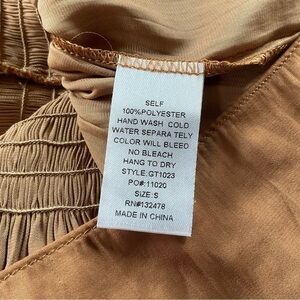 SELF
100%POLYESTER
HAND WASH COLD
WATER SEPARA TELY
COLOR WILL BLEED
NO BLEACH
HANG TO DRY
STYLE:GT1023
PO#:11020
SIZE:S
RN#132478
MADE IN CHINA